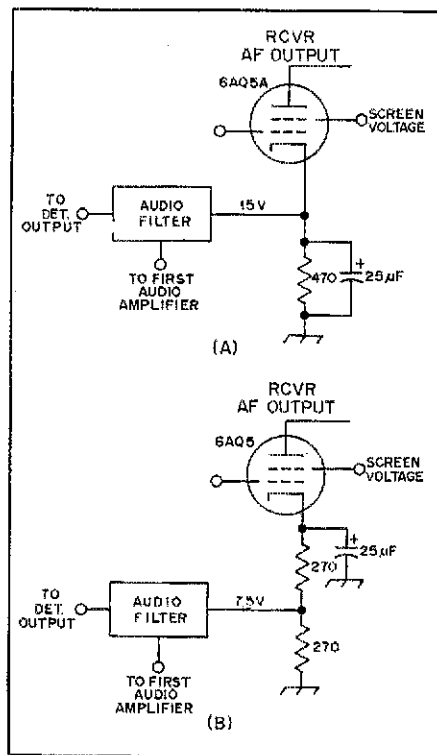 RCVR
AF OUTPUT
6AQ5A
SCREEN
VOLTAGE
TO
DET.
OUTPUT
AUDIO
FILTER
15V
TO FIRST
AUDIO
AMPLIFIER
470
+
25µF
(A)
RCVR
AF OUTPUT
6AQ5
SCREEN
VOLTAGE
+
25µF
270
TO
DET.
OUTPUT
AUDIO
FILTER
7.5V
270
TO FIRST
AUDIO
AMPLIFIER
(B)